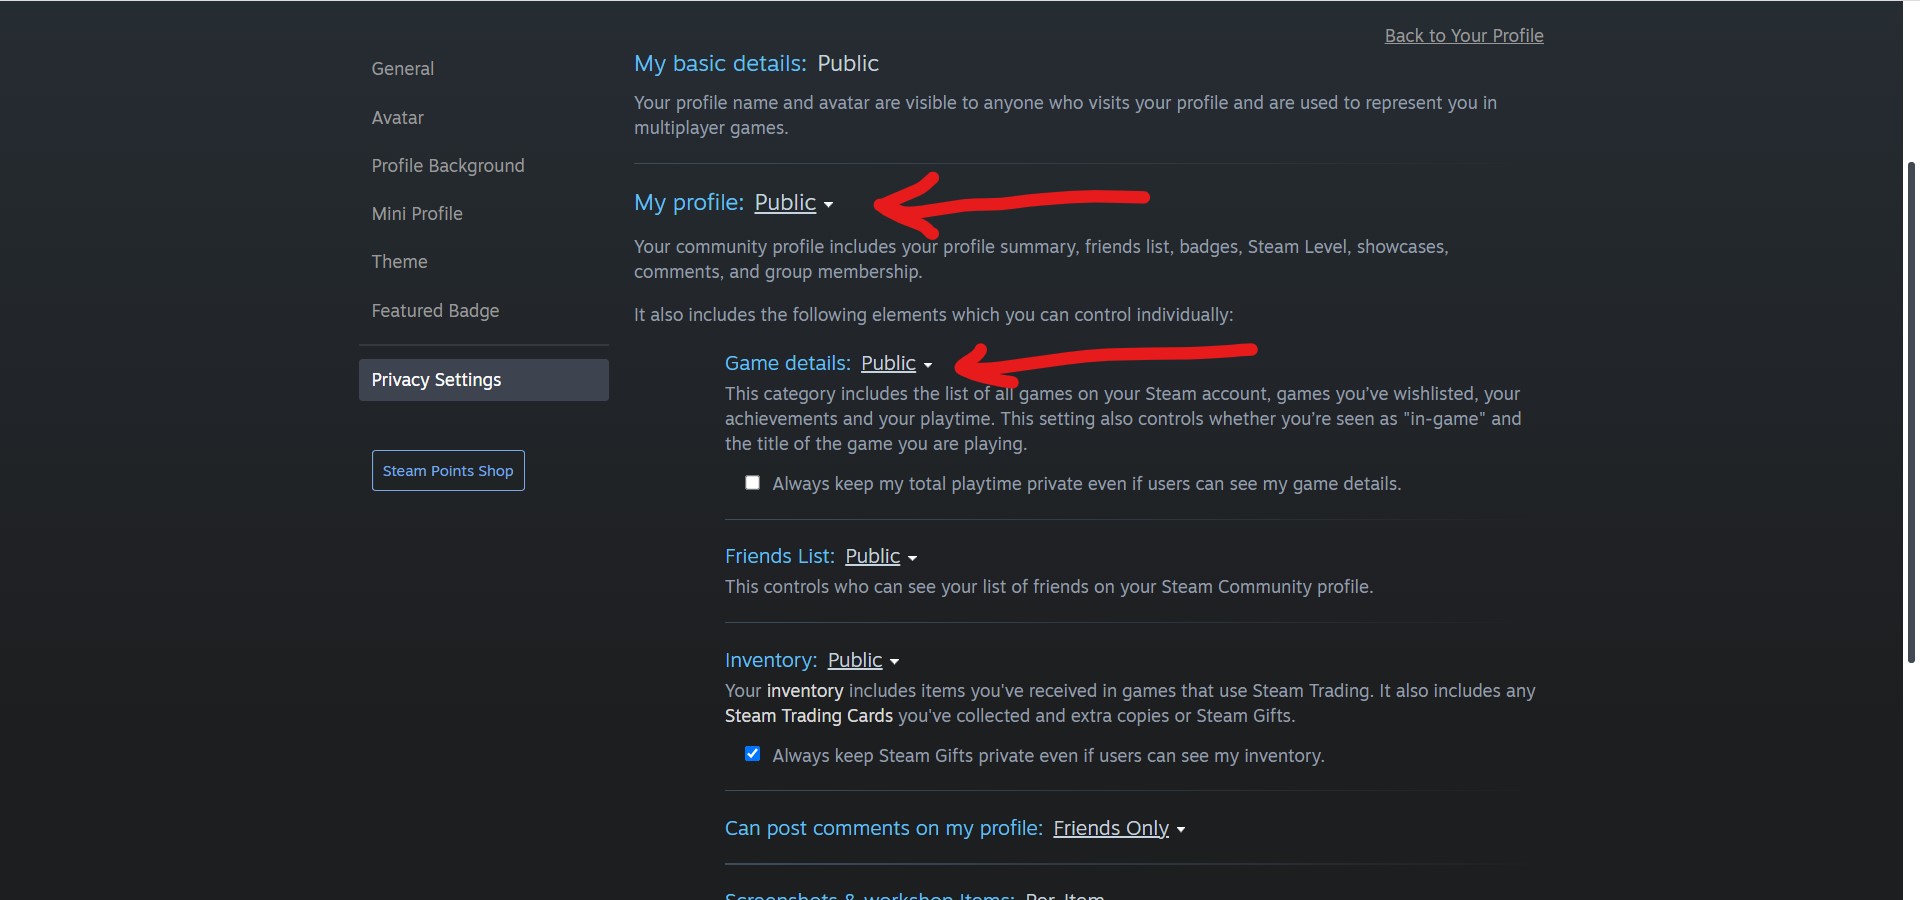 Back to Your Profile
General
Avatar
Profile Background
Mini Profile
Theme
Featured Badge
Privacy Settings
Steam Points Shop
My basic details: Public
Your profile name and avatar are visible to anyone who visits your profile and are used to represent you in
multiplayer games.
My profile: Public
Your community profile includes your profile summary, friends list, badges, Steam Level, showcases,
comments, and group membership.
It also includes the following elements which you can control individually:
Game details: Public
This category includes the list of all games on your Steam account, games you’ve wishlisted, your
achievements and your playtime. This setting also controls whether you’re seen as "in-game" and
the title of the game you are playing.
Always keep my total playtime private even if users can see my game details.
Friends List: Public
This controls who can see your list of friends on your Steam Community profile.
Inventory: Public
Your inventory includes items you've received in games that use Steam Trading. It also includes any
Steam Trading Cards you've collected and extra copies or Steam Gifts.
Always keep Steam Gifts private even if users can see my inventory.
Can post comments on my profile: Friends Only
Screenshots & workshop Items: Per-Item